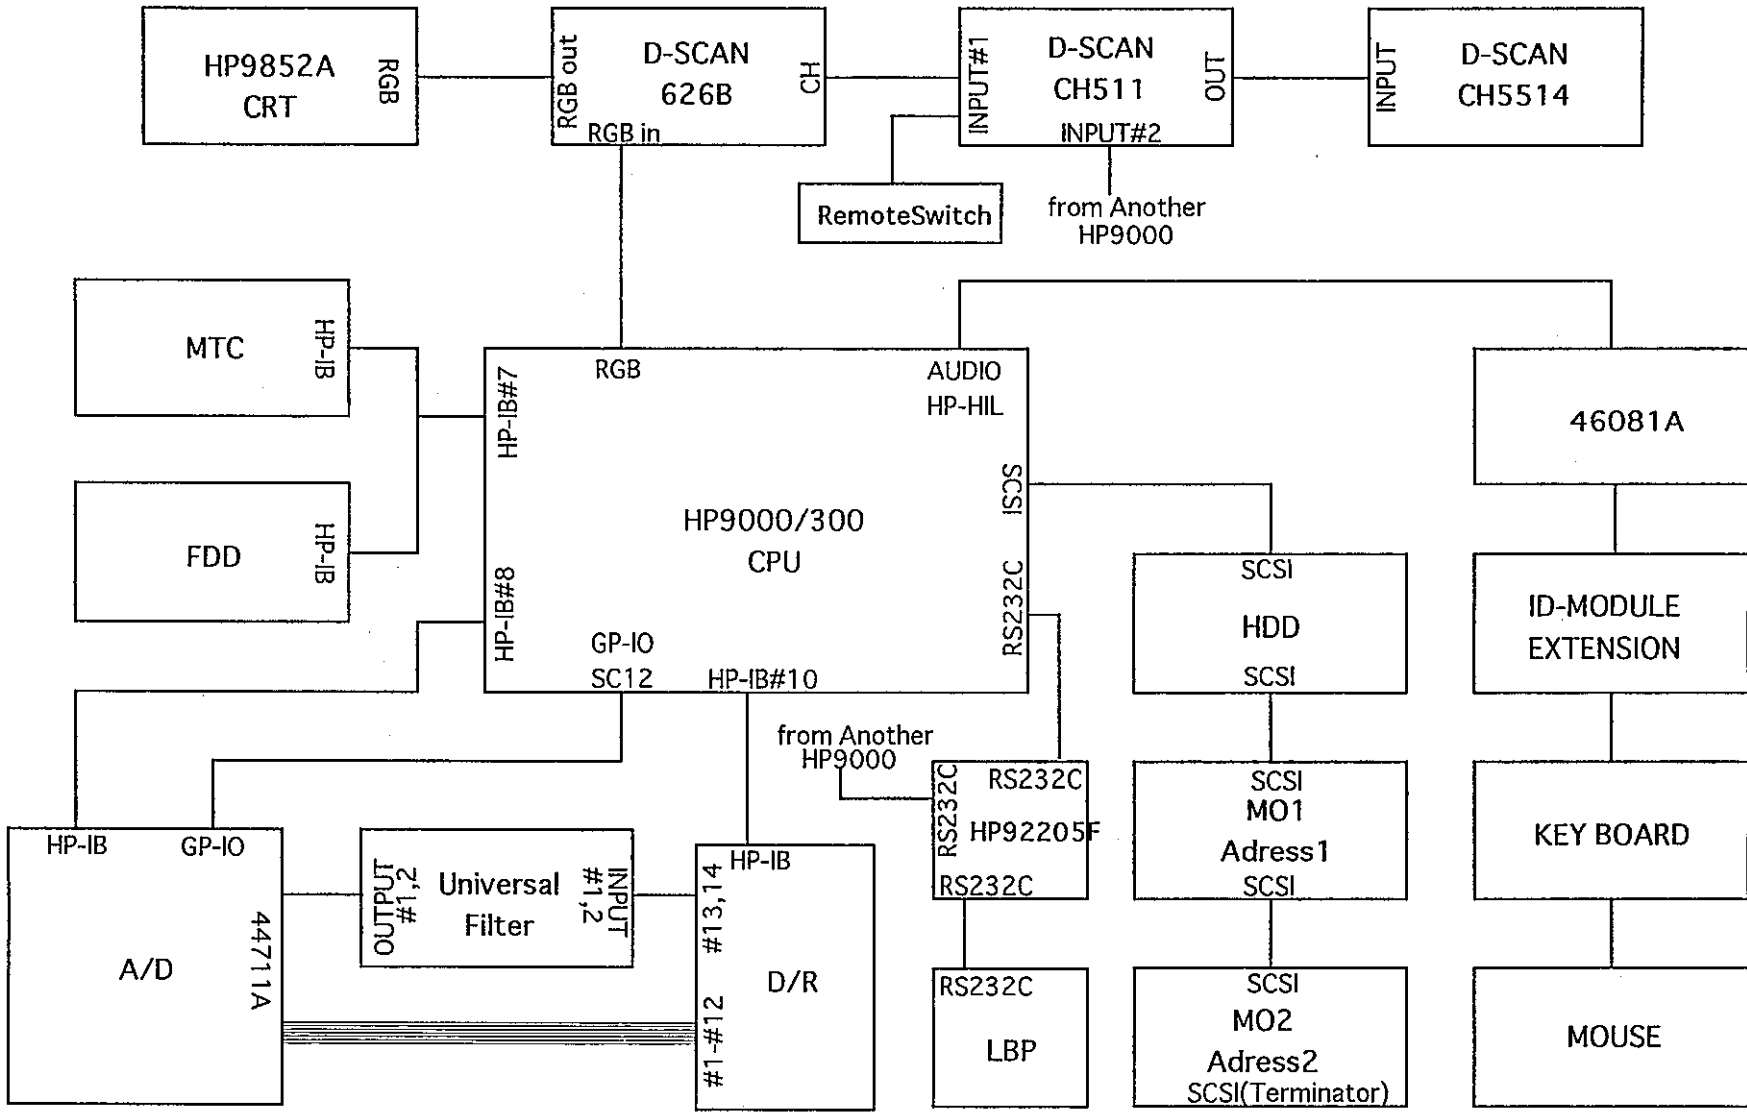 HP9852A
CRT
RGB
RGB out
D-SCAN
626B
CH
RGB in
INPUT#1
D-SCAN
CH511
OUT
INPUT#2
INPUT
D-SCAN
CH5514
RemoteSwitch
from Another
HP9000
MTC
HP-IB
FDD
HP-IB
RGB
AUDIO
HP-HIL
HP-IB#7
SCSI
HP9000/300
CPU
HP-IB#8
RS232C
GP-IO
SC12
HP-IB#10
46081A
ID-MODULE
EXTENSION
KEY BOARD
MOUSE
SCSI
HDD
SCSI
SCSI
MO1
Adress1
SCSI
SCSI
MO2
Adress2
SCSI(Terminator)
from Another
HP9000
RS232C
RS232C
HP92205F
RS232C
RS232C
LBP
HP-IB
GP-IO
44711A
A/D
OUTPUT
#1,2
Universal
Filter
INPUT
#1,2
HP-IB
#13,14
D/R
#1-#12